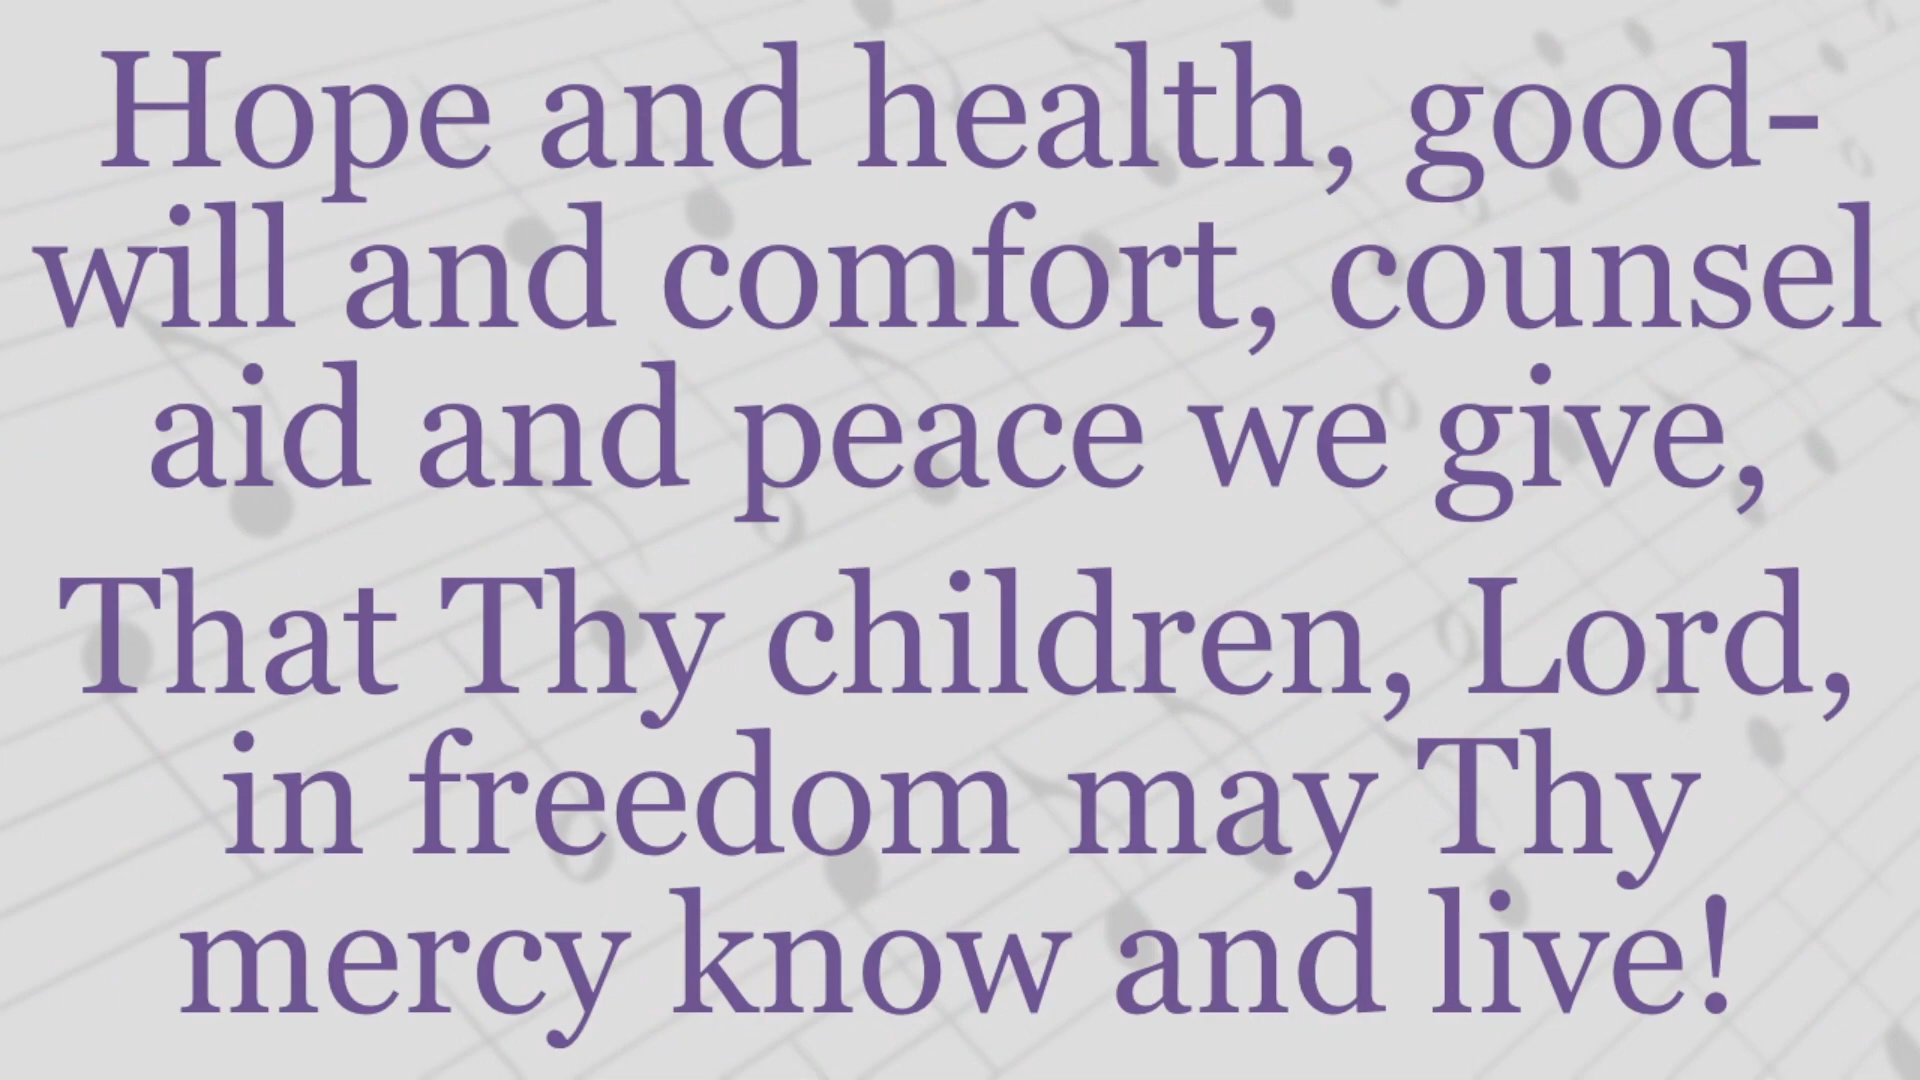 Hope and health, good-
will and comfort, counsel
aid and peace we give,
That Thy children, Lord,
in freedom may Thy
mercy know and live!